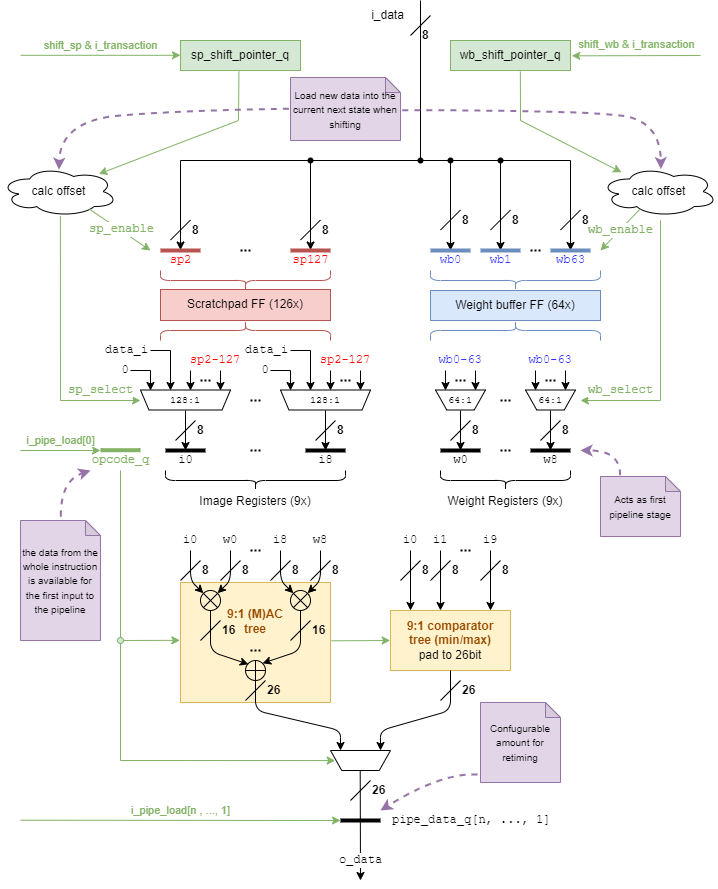 i_data
8
shift_sp & i_transaction
sp_shift_pointer_q
wb_shift_pointer_q
shift_wb & i_transaction
Load new data into the
current next state when
shifting
calc offset
calc offset
sp_enable
8
8
8
8
8
wb_enable
sp2
...
sp127
wb0
wb1
...
wb63
Scratchpad FF (126x)
Weight buffer FF (64x)
data_i
0
sp2-127
...
data_i
0
sp2-127
...
wb0-63
...
wb0-63
...
sp_select
128:1
...
128:1
64:1
...
64:1
wb_select
8
8
8
8
i_pipe_load[0]
opcode_q
i0
...
i8
w0
...
w8
Image Registers (9x)
Weight Registers (9x)
Acts as first
pipeline stage
the data from the
whole instruction
is available for
the first input to
the pipeline
i0
w0
...
i8
w8
i0
i1
...
i9
8
8
8
8
8
8
8
9:1 (M)AC
tree
16
16
...
26
9:1 comparator
tree (min/max)
pad to 26bit
26
Confugurable
amount for
retiming
26
i_pipe_load[n , ..., 1]
pipe_data_q[n, ..., 1]
o_data